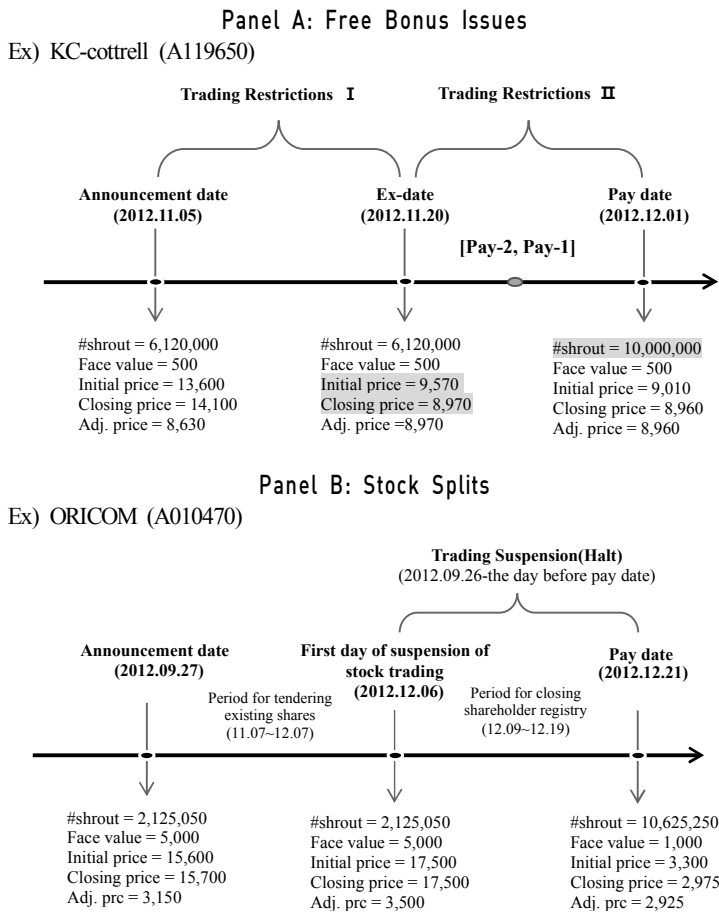 Panel A: Free Bonus Issues
Ex) KC-cottrell (A119650)
Trading Restrictions Ⅰ
Trading Restrictions Ⅱ
Announcement date
(2012.11.05)
Ex-date
(2012.11.20)
Pay date
(2012.12.01)
[Pay-2, Pay-1]
#shrout = 6,120,000
Face value = 500
Initial price = 13,600
Closing price = 14,100
Adj. price = 8,630
#shrout = 6,120,000
Face value = 500
Initial price = 9,570
Closing price = 8,970
Adj. price =8,970
#shrout = 10,000,000
Face value = 500
Initial price = 9,010
Closing price = 8,960
Adj. price = 8,960
Panel B: Stock Splits
Ex) ORICOM (A010470)
Trading Suspension(Halt)
(2012.09.26-the day before pay date)
Announcement date
(2012.09.27)
First day of suspension of
stock trading
(2012.12.06)
Pay date
(2012.12.21)
Period for tendering
existing shares
(11.07~12.07)
Period for closing
shareholder registry
(12.09~12.19)
#shrout = 2,125,050
Face value = 5,000
Initial price = 15,600
Closing price = 15,700
Adj. prc = 3,150
#shrout = 2,125,050
Face value = 5,000
Initial price = 17,500
Closing price = 17,500
Adj. prc = 3,500
#shrout = 10,625,250
Face value = 1,000
Initial price = 3,300
Closing price = 2,975
Adj. prc = 2,925